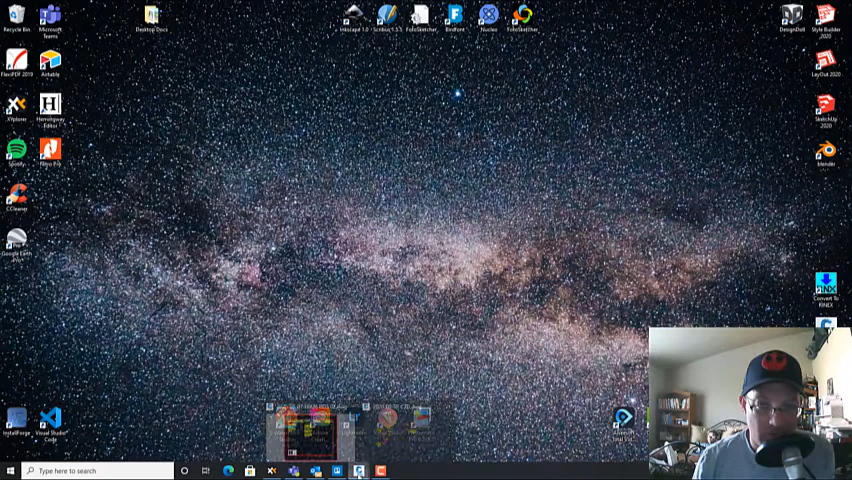 Recycle Bin
Microsoft
Teams
Desktop Docs
Inkscape 1.0
Scribus 1.5.5
FotoSketcher
BirdFont
Nucleo
FotoSketcher
DesignDoll
Style Builder
2020
FlexiPDF 2019
Airtable
LayOut 2020
XYplorer
H
Hemingway
Editor
SketchUp
2020
Spotify
Nitro Pro
blender
CCleaner
Google Earth
Pro
Convert To
RINEX
InstallForge
Visual Studio
Code
Type here to search